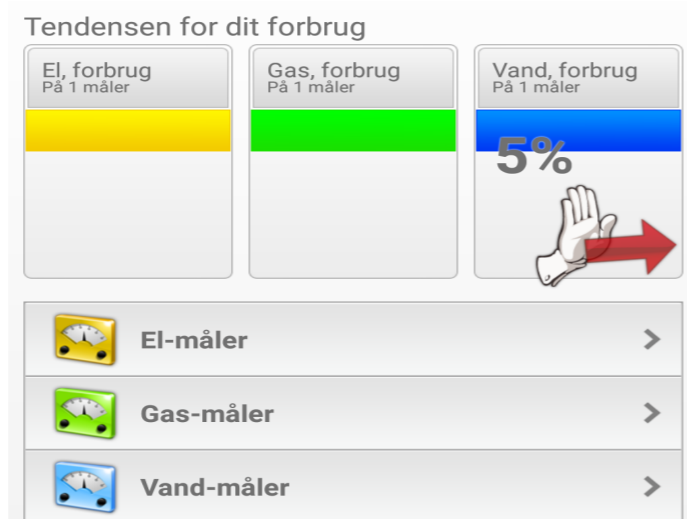 Tendensen for dit forbrug
El, forbrug
På 1 måler
Gas, forbrug
På 1 måler
Vand, forbrug
På 1 måler
5%
El-måler
Gas-måler
Vand-måler